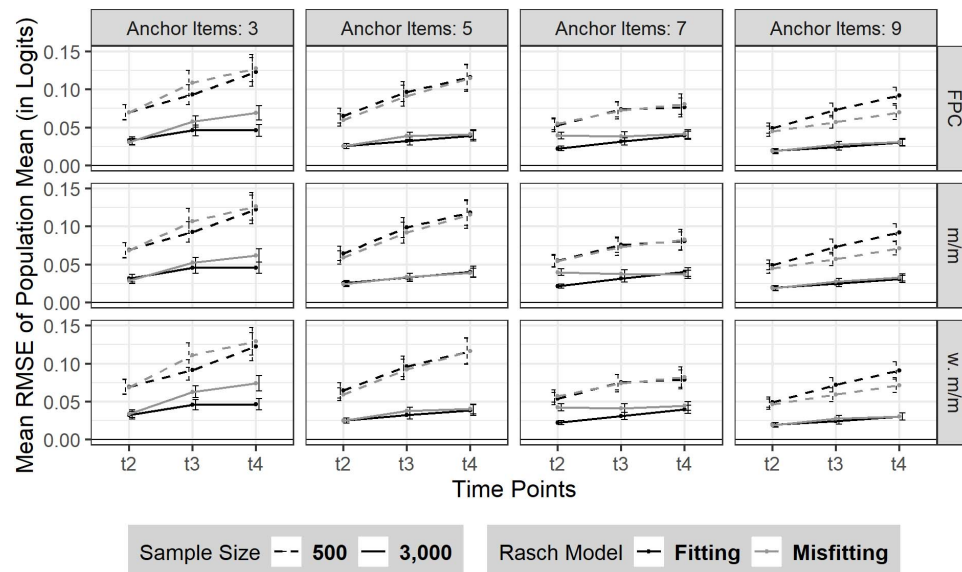 Anchor Items: 3
Anchor Items: 5
Anchor Items: 7
Anchor Items: 9
Mean RMSE of Population Mean (in Logits)
0.15
0.10
0.05
0.00
FPC
0.15
0.10
0.05
0.00
m/m
0.15
0.10
0.05
0.00
w. m/m
t2 t3 t4 t2 t3 t4 t2 t3 t4 t2 t3 t4
Time Points
Sample Size 500 3,000 Rasch Model Fitting Misfitting